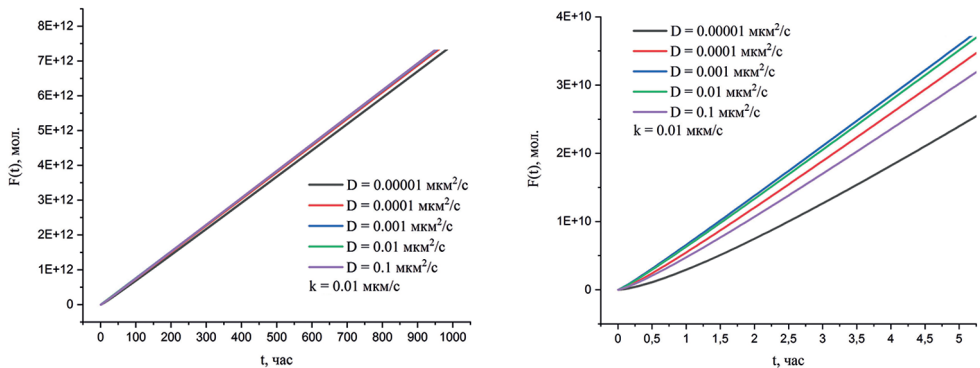 8E+12
7E+12
6E+12
5E+12
4E+12
3E+12
2E+12
1E+12
0
F(t), мол.
D = 0.00001 мкм²/с
D = 0.0001 мкм²/с
D = 0.001 мкм²/с
D = 0.01 мкм²/с
D = 0.1 мкм²/с
k = 0.01 мкм/с
0 100 200 300 400 500 600 700 800 900 1000
t, час
4E+10
3E+10
2E+10
1E+10
0
F(t), мол.
D = 0.00001 мкм²/с
D = 0.0001 мкм²/с
D = 0.001 мкм²/с
D = 0.01 мкм²/с
D = 0.1 мкм²/с
k = 0.01 мкм/с
0 0,5 1 1,5 2 2,5 3 3,5 4 4,5 5
t, час